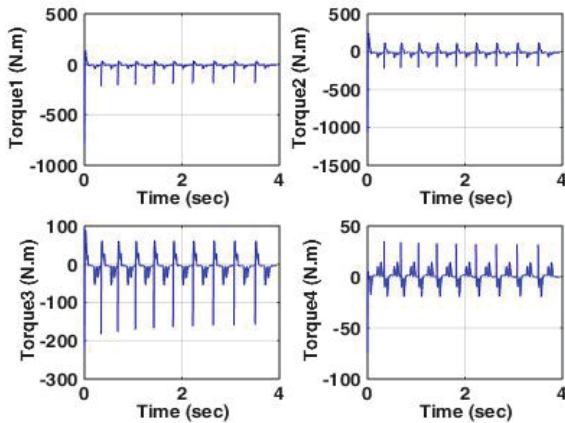 500
0
-500
-1000
Torque1 (N.m)
0 2 4
Time (sec)
500
0
-500
-1000
-1500
Torque2 (N.m)
0 2 4
Time (sec)
100
0
-100
-200
-300
Torque3 (N.m)
0 2 4
Time (sec)
50
0
-50
-100
Torque4 (N.m)
0 2 4
Time (sec)